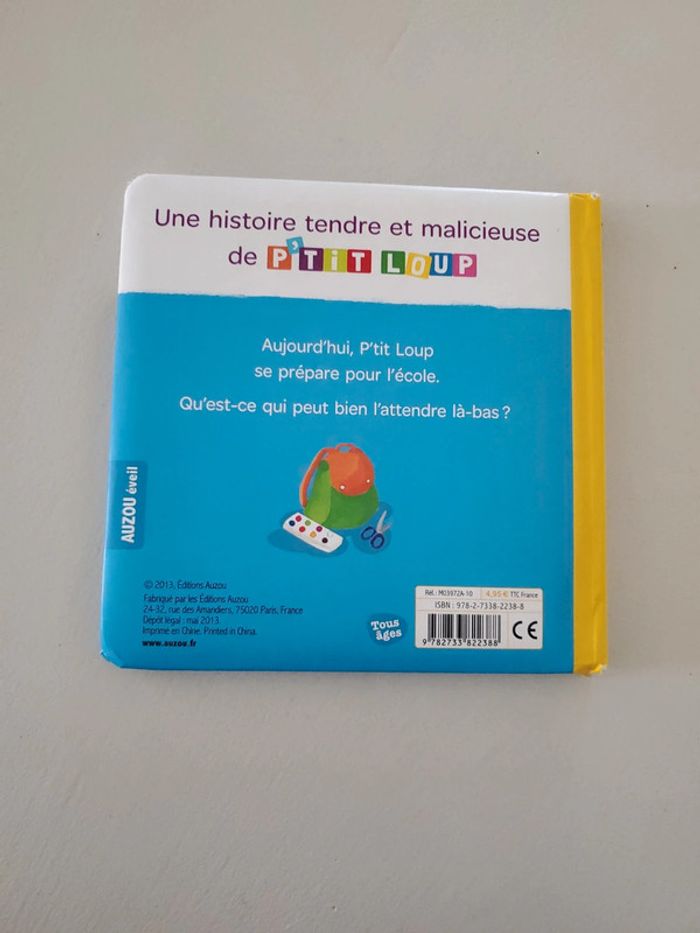 Une histoire tendre et malicieuse
de P'TIT LOUP
Aujourd'hui, P'tit Loup
se prépare pour l'école.
Qu'est-ce qui peut bien l'attendre là-bas ?
AUZOU éveil
© 2013, Éditions Auzou
Fabriqué par les Éditions Auzou
24-32, rue des Amandiers, 75020 Paris, France
Dépôt légal : mai 2013.
Imprimé en Chine. Printed in China.
www.auzou.fr
Tous
âges
Réf.: M03972A-10 4,95 € TTC France
ISBN : 978-2-7338-2238-8
9 782733 822388
CE